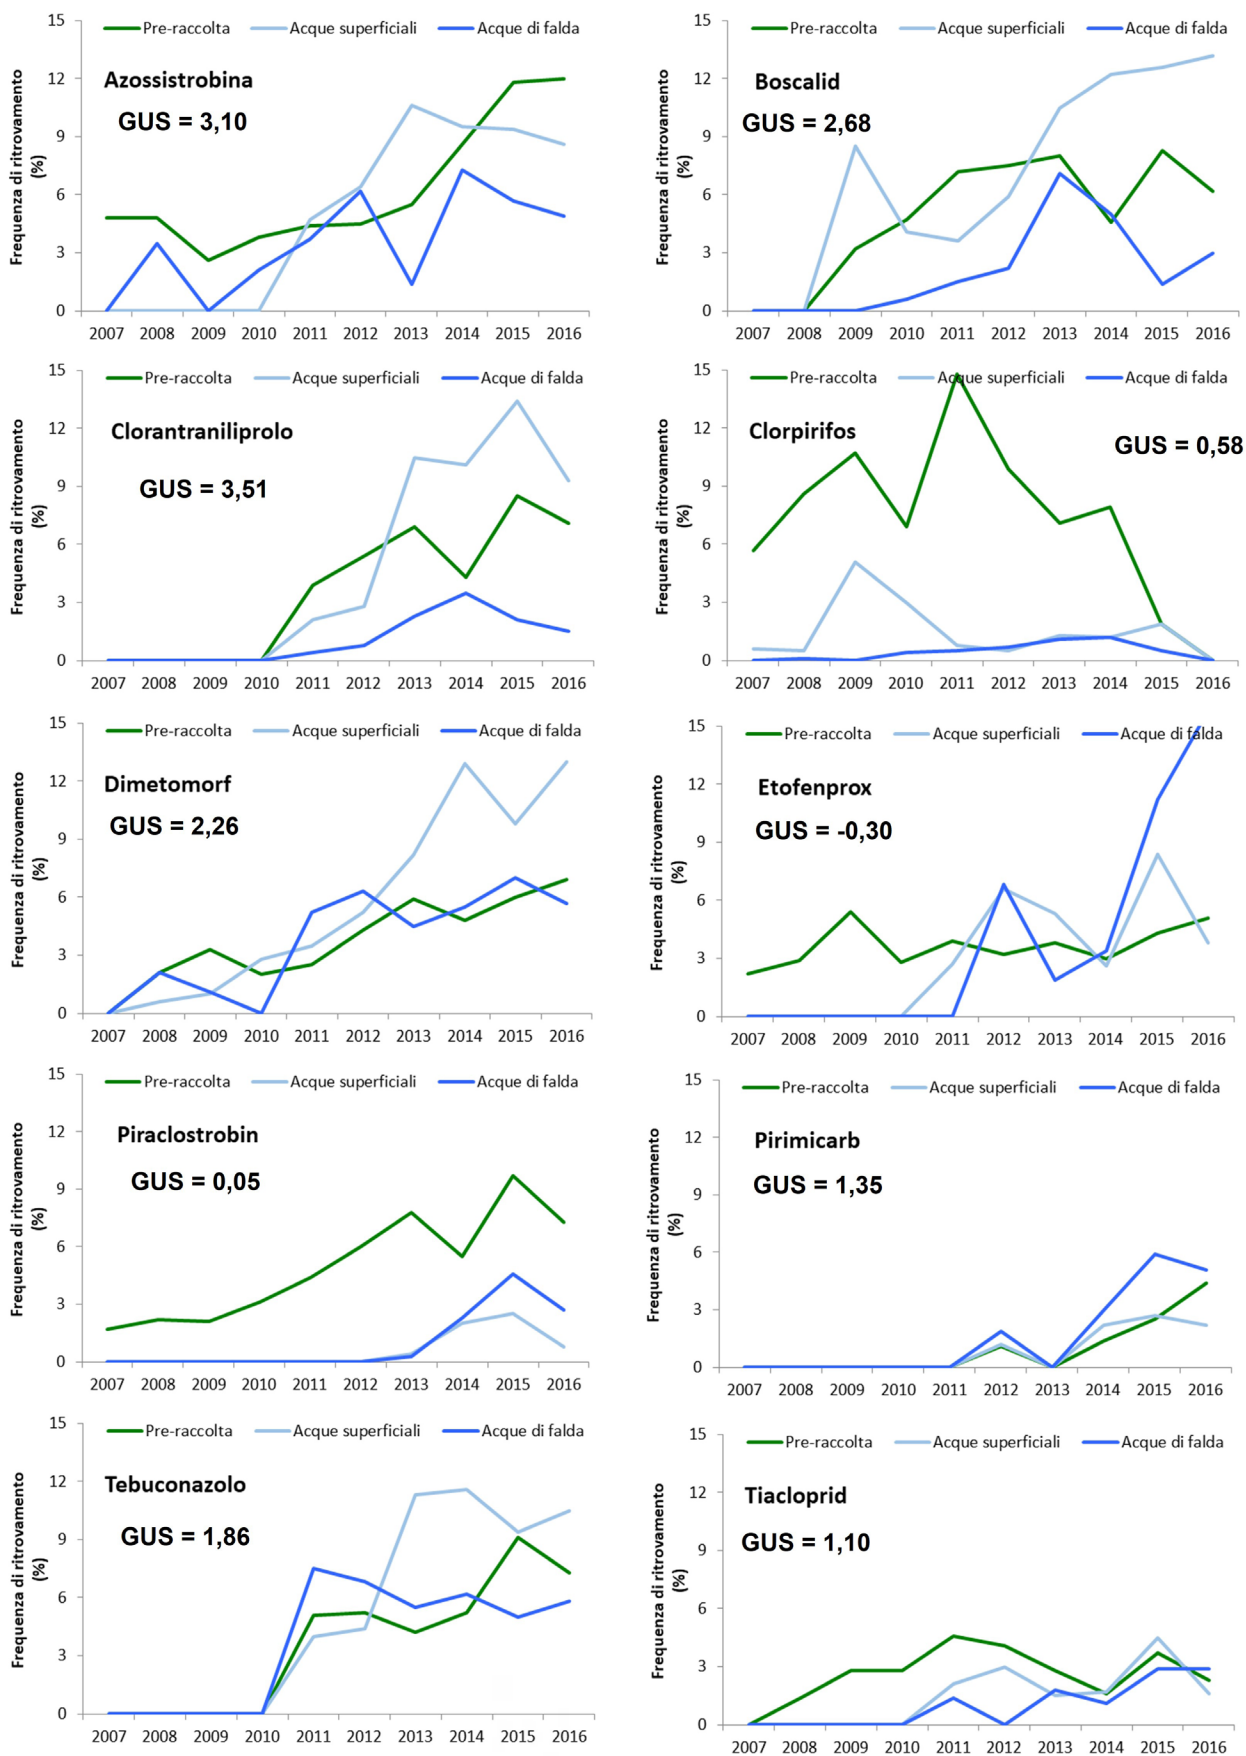 Pre-raccolta Acque superficiali Acque di falda
Azossistrobina
GUS = 3,10
Frequenza di ritrovamento
(%)
15
12
9
6
3
0
2007 2008 2009 2010 2011 2012 2013 2014 2015 2016
Pre-raccolta Acque superficiali Acque di falda
Boscalid
GUS = 2,68
Frequenza di ritrovamento
(%)
15
12
9
6
3
0
2007 2008 2009 2010 2011 2012 2013 2014 2015 2016
Pre-raccolta Acque superficiali Acque di falda
Clorantraniliprolo
GUS = 3,51
Frequenza di ritrovamento
(%)
15
12
9
6
3
0
2007 2008 2009 2010 2011 2012 2013 2014 2015 2016
Pre-raccolta Acque superficiali Acque di falda
Clorpirifos
GUS = 0,58
Frequenza di ritrovamento
(%)
15
12
9
6
3
0
2007 2008 2009 2010 2011 2012 2013 2014 2015 2016
Pre-raccolta Acque superficiali Acque di falda
Dimetomorf
GUS = 2,26
Frequenza di ritrovamento
(%)
15
12
9
6
3
0
2007 2008 2009 2010 2011 2012 2013 2014 2015 2016
Pre-raccolta Acque superficiali Acque di falda
Etofenprox
GUS = -0,30
Frequenza di ritrovamento
(%)
15
12
9
6
3
0
2007 2008 2009 2010 2011 2012 2013 2014 2015 2016
Pre-raccolta Acque superficiali Acque di falda
Piraclostrobin
GUS = 0,05
Frequenza di ritrovamento
(%)
15
12
9
6
3
0
2007 2008 2009 2010 2011 2012 2013 2014 2015 2016
Pre-raccolta Acque superficiali Acque di falda
Pirimicarb
GUS = 1,35
Frequenza di ritrovamento
(%)
15
12
9
6
3
0
2007 2008 2009 2010 2011 2012 2013 2014 2015 2016
Pre-raccolta Acque superficiali Acque di falda
Tebuconazolo
GUS = 1,86
Frequenza di ritrovamento
(%)
15
12
9
6
3
0
2007 2008 2009 2010 2011 2012 2013 2014 2015 2016
Pre-raccolta Acque superficiali Acque di falda
Tiacloprid
GUS = 1,10
Frequenza di ritrovamento
(%)
15
12
9
6
3
0
2007 2008 2009 2010 2011 2012 2013 2014 2015 2016